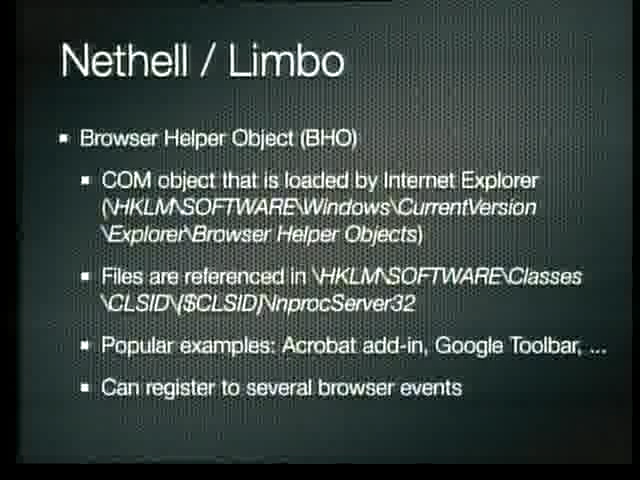 Nethell / Limbo
Browser Helper Object (BHO)
COM object that is loaded by Internet Explorer
(\HKLM\SOFTWARE\Windows\CurrentVersion
\Explorer\Browser Helper Objects)
Files are referenced in \HKLM\SOFTWARE\Classes
\CLSID\{$CLSID}\InprocServer32
Popular examples: Acrobat add-in, Google Toolbar, ...
Can register to several browser events